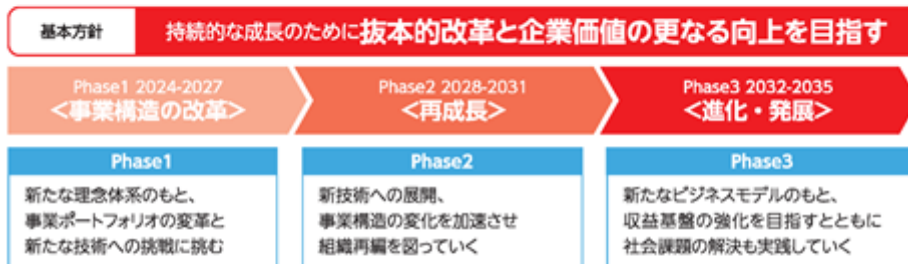 基本方針
持続的な成長のために抜本的改革と企業価値の更なる向上を目指す
Phase1 2024-2027
<事業構造の改革>
Phase2 2028-2031
<再成長>
Phase3 2032-2035
<進化・発展>
Phase1
新たな理念体系のもと、
事業ポートフォリオの変革と
新たな技術への挑戦に挑む
Phase2
新技術への展開、
事業構造の変化を加速させ
組織再編を図っていく
Phase3
新たなビジネスモデルのもと、
収益基盤の強化を目指すとともに
社会課題の解決も実践していく